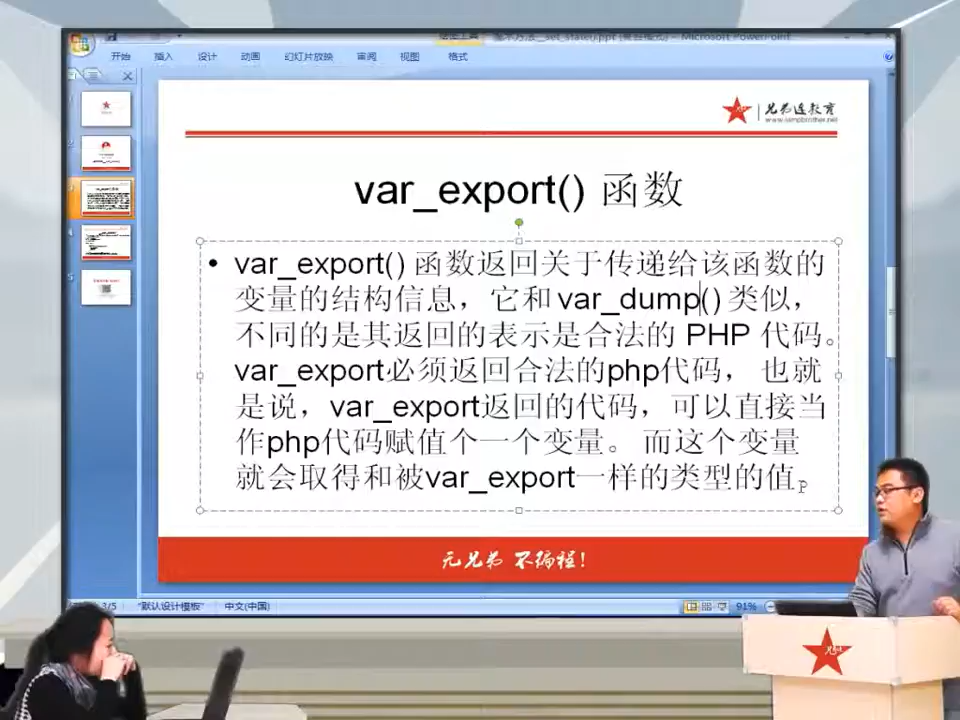 开始 插入 设计 动画 幻灯片放映 审阅 视图 格式
兄弟连教育
var_export() 函数
• var_export() 函数返回关于传递给该函数的
变量的结构信息，它和 var_dump() 类似，
不同的是其返回的表示是合法的 PHP 代码。
var_export必须返回合法的php代码， 也就
是说，var_export返回的代码，可以直接当
作php代码赋值个一个变量。 而这个变量
就会取得和被var_export一样的类型的值。
无兄弟 不编程！
3/5 "默认设计模板" 中文(中国) 91%